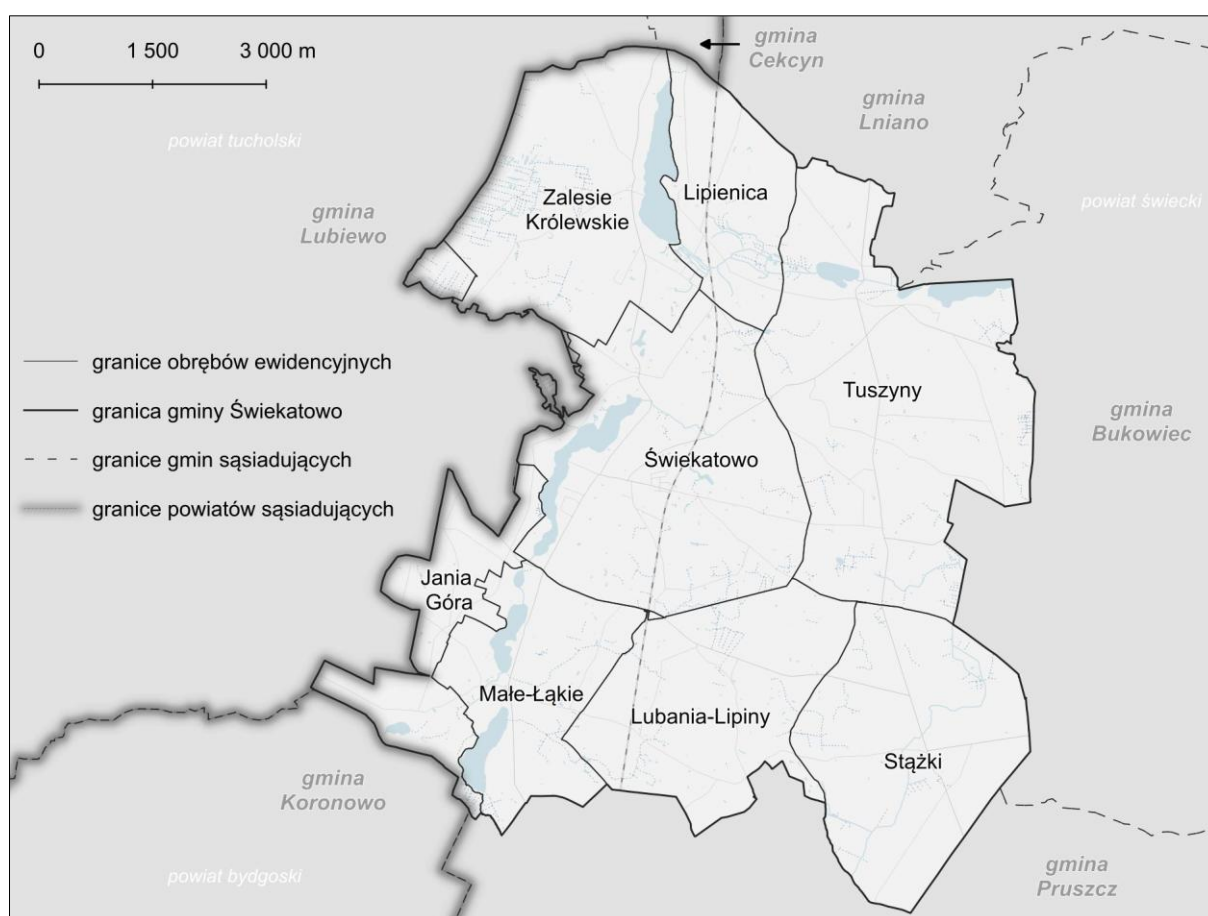 0 1 500 3 000 m
gmina
Cekcyn
gmina
Lniano
powiat tucholski
powiat świecki
Zalesie
Królewskie
Lipienica
gmina
Lubiewo
granice obrębów ewidencyjnych
granica gminy Świekatowo
granice gmin sąsiadujących
granice powiatów sąsiadujących
Tuszyny
gmina
Bukowiec
Świekatowo
Jania
Góra
Małe-Łąkie
Lubania-Lipiny
Stążki
gmina
Koronowo
powiat bydgoski
gmina
Pruszcz